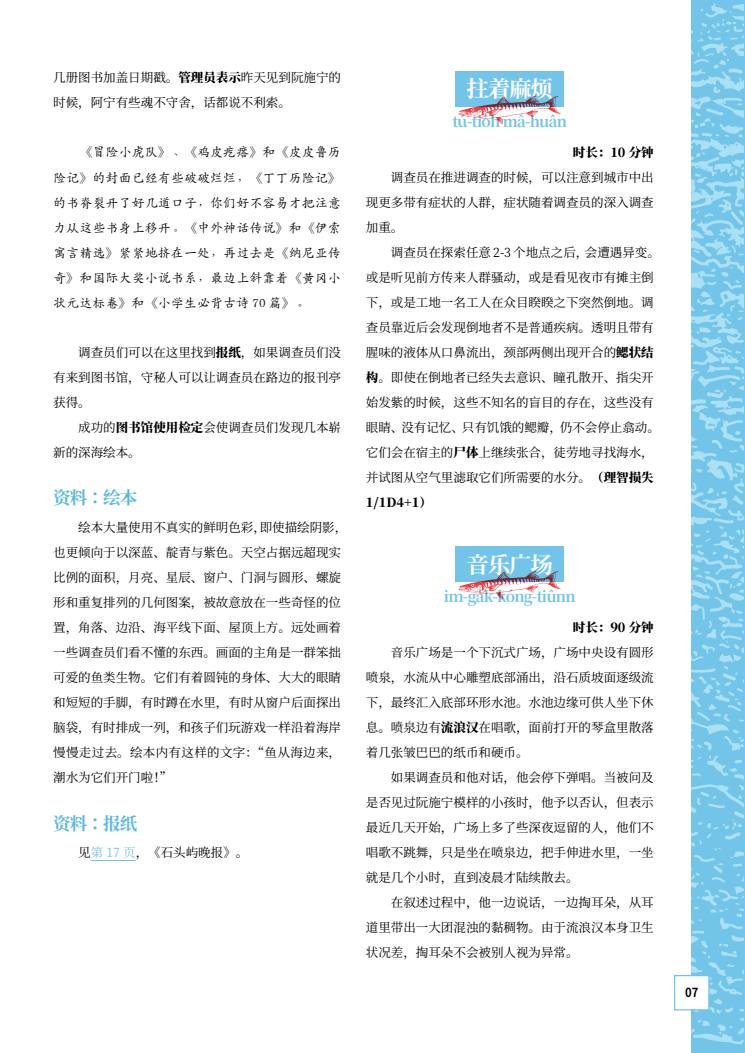 几册图书加盖日期戳。管理员表示昨天见到阮施宁的
时候，阿宁有些魂不守舍，话都说不利索。
《冒险小虎队》、《鸡皮疙瘩》和《皮皮鲁历
险记》的封面已经有些破破烂烂，《丁丁历险记》
的书脊裂开了好几道口子，你们好不容易才把注意
力从这些书身上移开。《中外神话传说》和《伊索
寓言精选》紧紧地挤在一处，再过去是《纳尼亚传
奇》和国际大奖小说书系，最边上斜靠着《黄冈小
状元达标卷》和《小学生必背古诗 70 篇》。
调查员们可以在这里找到报纸，如果调查员们没
有来到图书馆，守秘人可以让调查员在路边的报刊亭
获得。
成功的图书馆使用检定会使调查员们发现几本崭
新的深海绘本。
资料：绘本
绘本大量使用不真实的鲜明色彩，即使描绘阴影，
也更倾向于以深蓝、靛青与紫色。天空占据远超现实
比例的面积，月亮、星辰、窗户、门洞与圆形、螺旋
形和重复排列的几何图案，被故意放在一些奇怪的位
置，角落、边沿、海平线下面、屋顶上方。远处画着
一些调查员们看不懂的东西。画面的主角是一群笨拙
可爱的鱼类生物。它们有着圆钝的身体、大大的眼睛
和短短的手脚，有时蹲在水里，有时从窗户后面探出
脑袋，有时排成一列，和孩子们玩游戏一样沿着海岸
慢慢走过去。绘本内有这样的文字：“鱼从海边来，
潮水为它们开门啦！”
资料：报纸
见第 17 页，《石头屿晚报》。
拄着麻烦
tú-tio̍h mâ-huân
时长：10 分钟
调查员在推进调查的时候，可以注意到城市中出
现更多带有症状的人群，症状随着调查员的深入调查
加重。
调查员在探索任意 2-3 个地点之后，会遭遇异变。
或是听见前方传来人群骚动，或是看见夜市有摊主倒
下，或是工地一名工人在众目睽睽之下突然倒地。调
查员靠近后会发现倒地者不是普通疾病。透明且带有
腥味的液体从口鼻流出，颈部两侧出现开合的鳃状结
构。即使在倒地者已经失去意识、瞳孔散开、指尖开
始发紫的时候，这些不知名的盲目的存在，这些没有
眼睛、没有记忆、只有饥饿的鳃瓣，仍不会停止翕动。
它们会在宿主的尸体上继续张合，徒劳地寻找海水，
并试图从空气里滤取它们所需要的水分。（理智损失
1/1D4+1）
音乐广场
im-ga̍k-kóng-tiûnn
时长：90 分钟
音乐广场是一个下沉式广场，广场中央设有圆形
喷泉，水流从中心雕塑底部涌出，沿石质坡面逐级流
下，最终汇入底部环形水池。水池边缘可供人坐下休
息。喷泉边有流浪汉在唱歌，面前打开的琴盒里散落
着几张皱巴巴的纸币和硬币。
如果调查员和他对话，他会停下弹唱。当被问及
是否见过阮施宁模样的小孩时，他予以否认，但表示
最近几天开始，广场上多了些深夜逗留的人，他们不
唱歌不跳舞，只是坐在喷泉边，把手伸进水里，一坐
就是几个小时，直到凌晨才陆续散去。
在叙述过程中，他一边说话，一边掏耳朵，从耳
道里带出一大团混浊的黏稠物。由于流浪汉本身卫生
状况差，掏耳朵不会被别人视为异常。
07